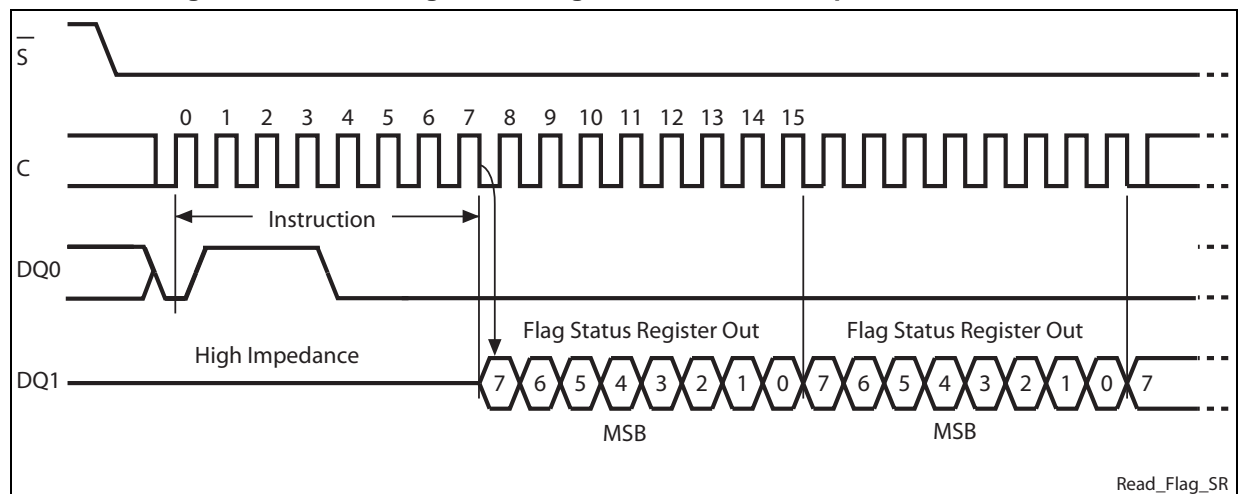 S
0 1 2 3 4 5 6 7 8 9 10 11 12 13 14 15
C
Instruction
DQ0
Flag Status Register Out Flag Status Register Out
High Impedance
DQ1 7 6 5 4 3 2 1 0 7 6 5 4 3 2 1 0 7
MSB MSB
Read_Flag_SR